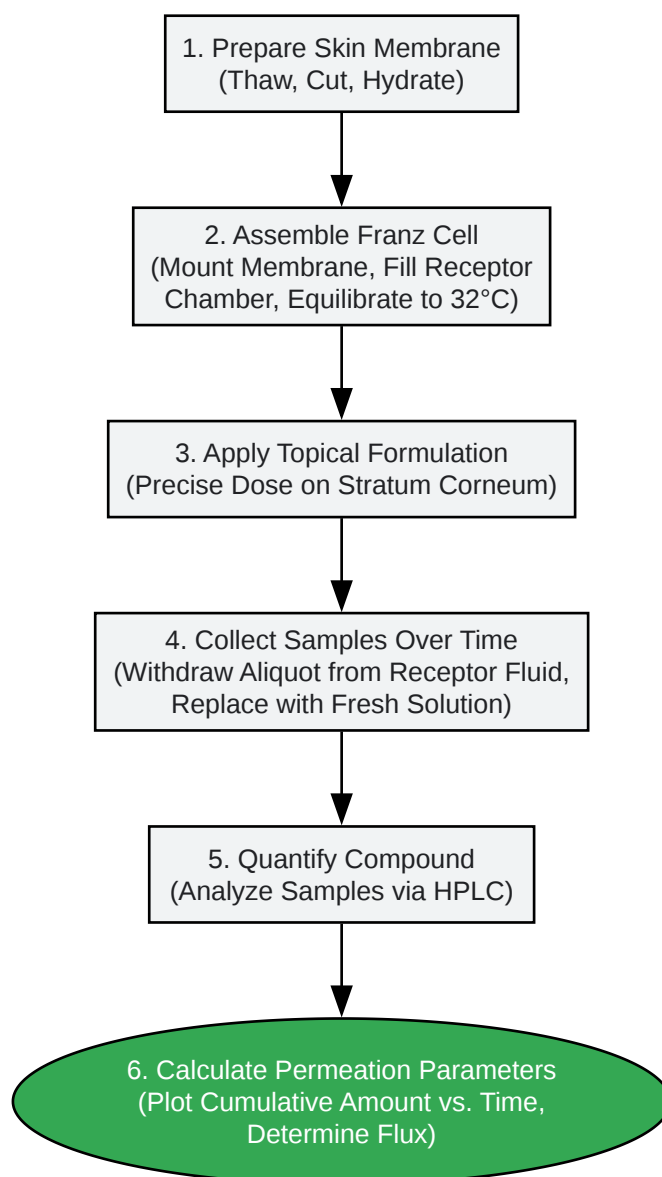 1. Prepare Skin Membrane
(Thaw, Cut, Hydrate)
2. Assemble Franz Cell
(Mount Membrane, Fill Receptor
Chamber, Equilibrate to 32°C)
3. Apply Topical Formulation
(Precise Dose on Stratum Corneum)
4. Collect Samples Over Time
(Withdraw Aliquot from Receptor Fluid,
Replace with Fresh Solution)
5. Quantify Compound
(Analyze Samples via HPLC)
6. Calculate Permeation Parameters
(Plot Cumulative Amount vs. Time,
Determine Flux)